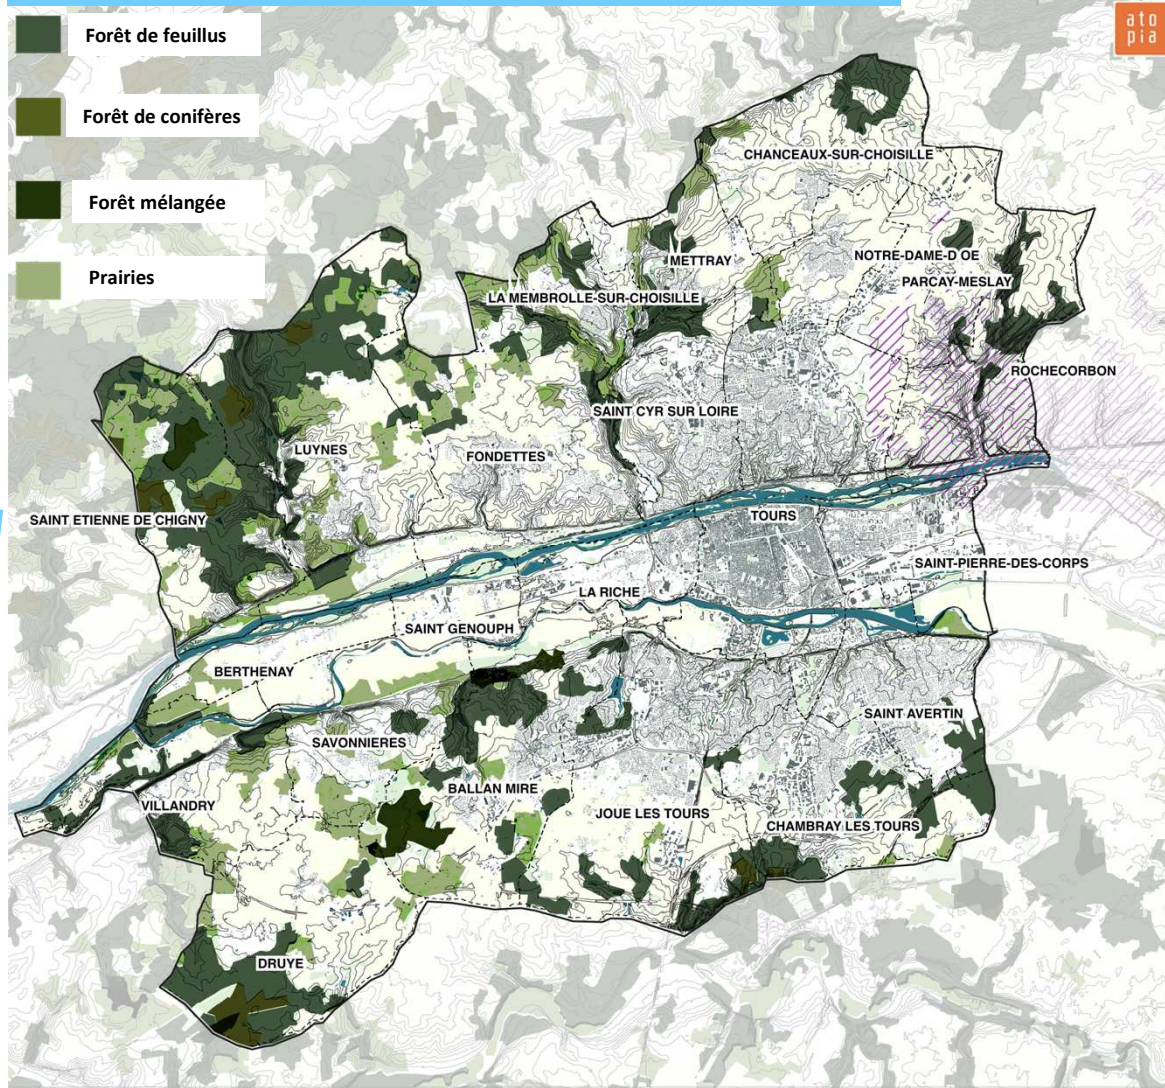 ato
pia
Forêt de feuillus
Forêt de conifères
Forêt mélangée
Prairies
CHANCEAUX-SUR-CHOISILLE
METTRAY
NOTRE-DAME-D OE
PARCAY-MESLAY
LA MEMBROLLE-SUR-CHOISILLE
ROCHECORBON
SAINT CYR SUR LOIRE
LUYNES
FONDETTES
SAINT ETIENNE DE CHIGNY
TOURS
SAINT-PIERRE-DES-CORPS
LA RICHE
SAINT GENOUPH
BERTHENAY
SAINT AVERTIN
SAVONNIERES
BALLAN MIRE
VILLANDRY
JOUE LES TOURS
CHAMBRAY LES TOURS
DRUYE